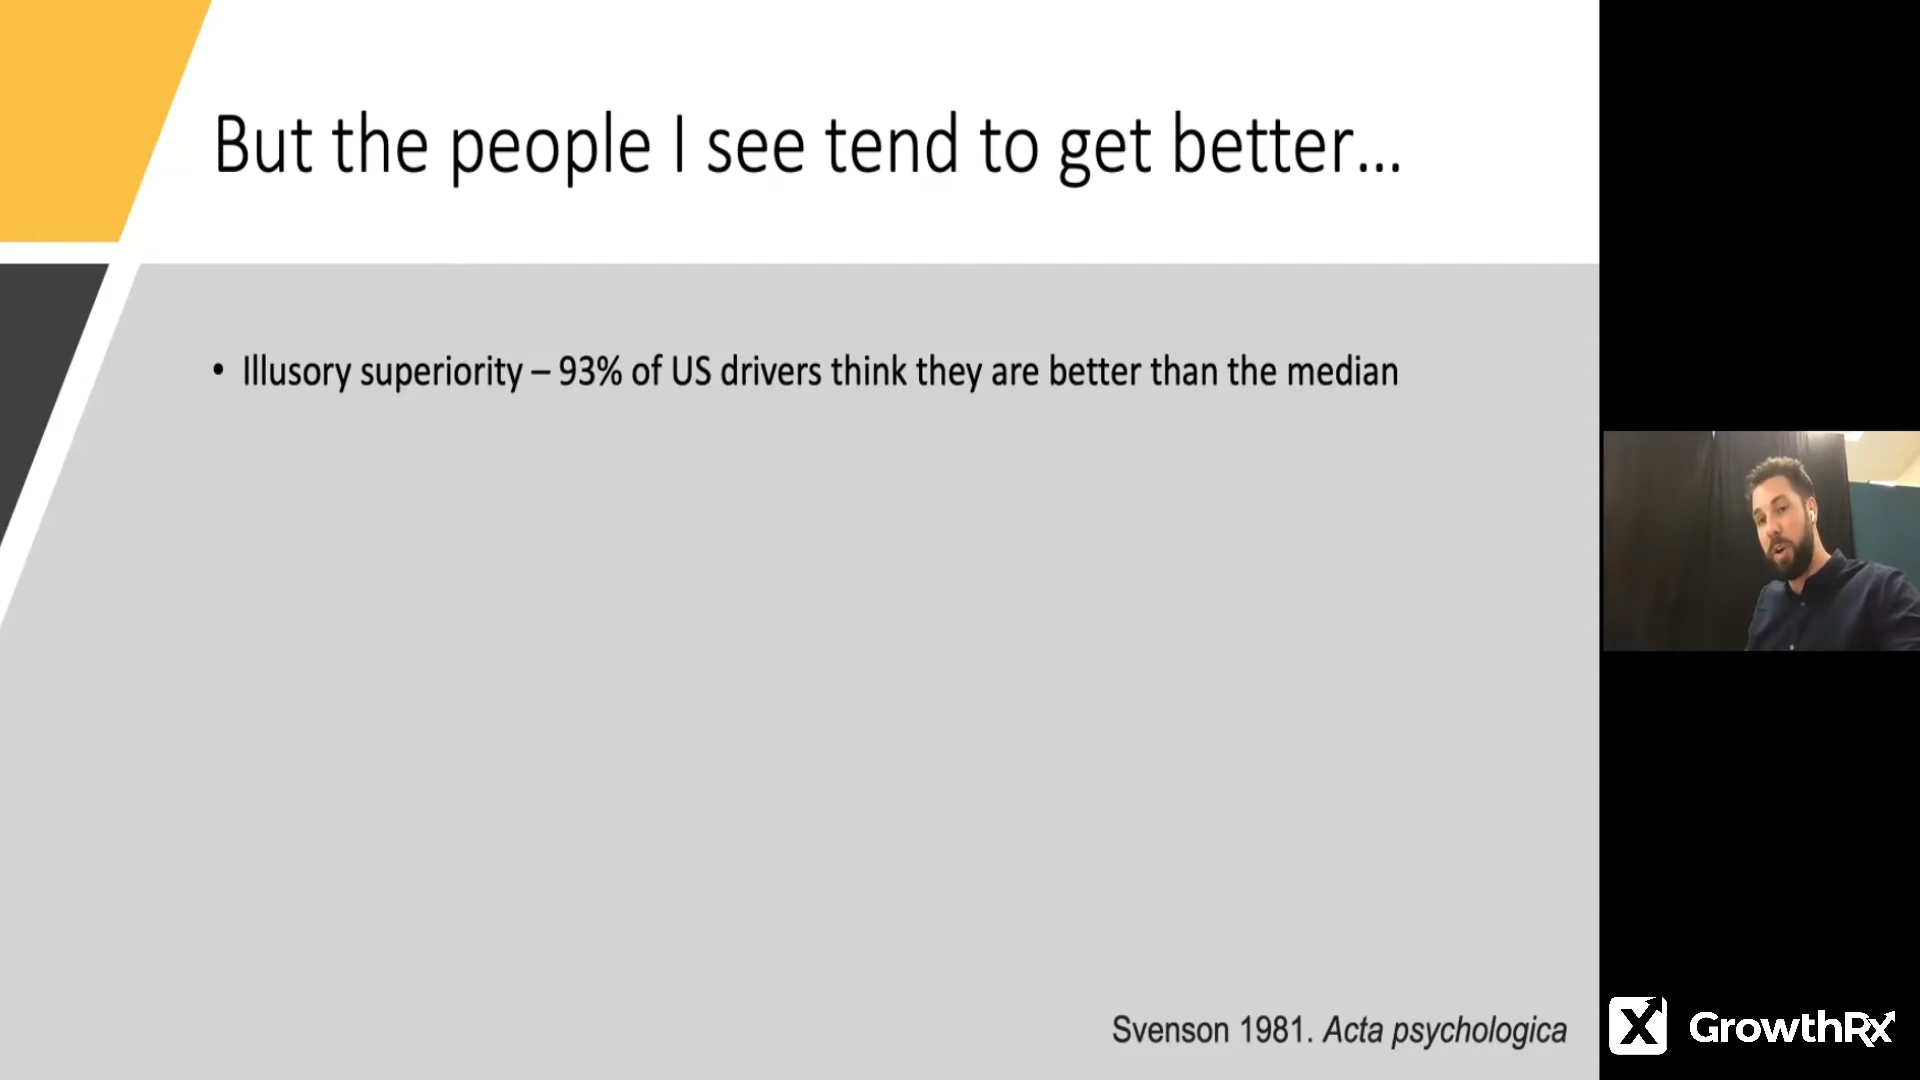 But the people I see tend to get better...
• Illusory superiority – 93% of US drivers think they are better than the median
Svenson 1981. Acta psychologica
X GrowthRx